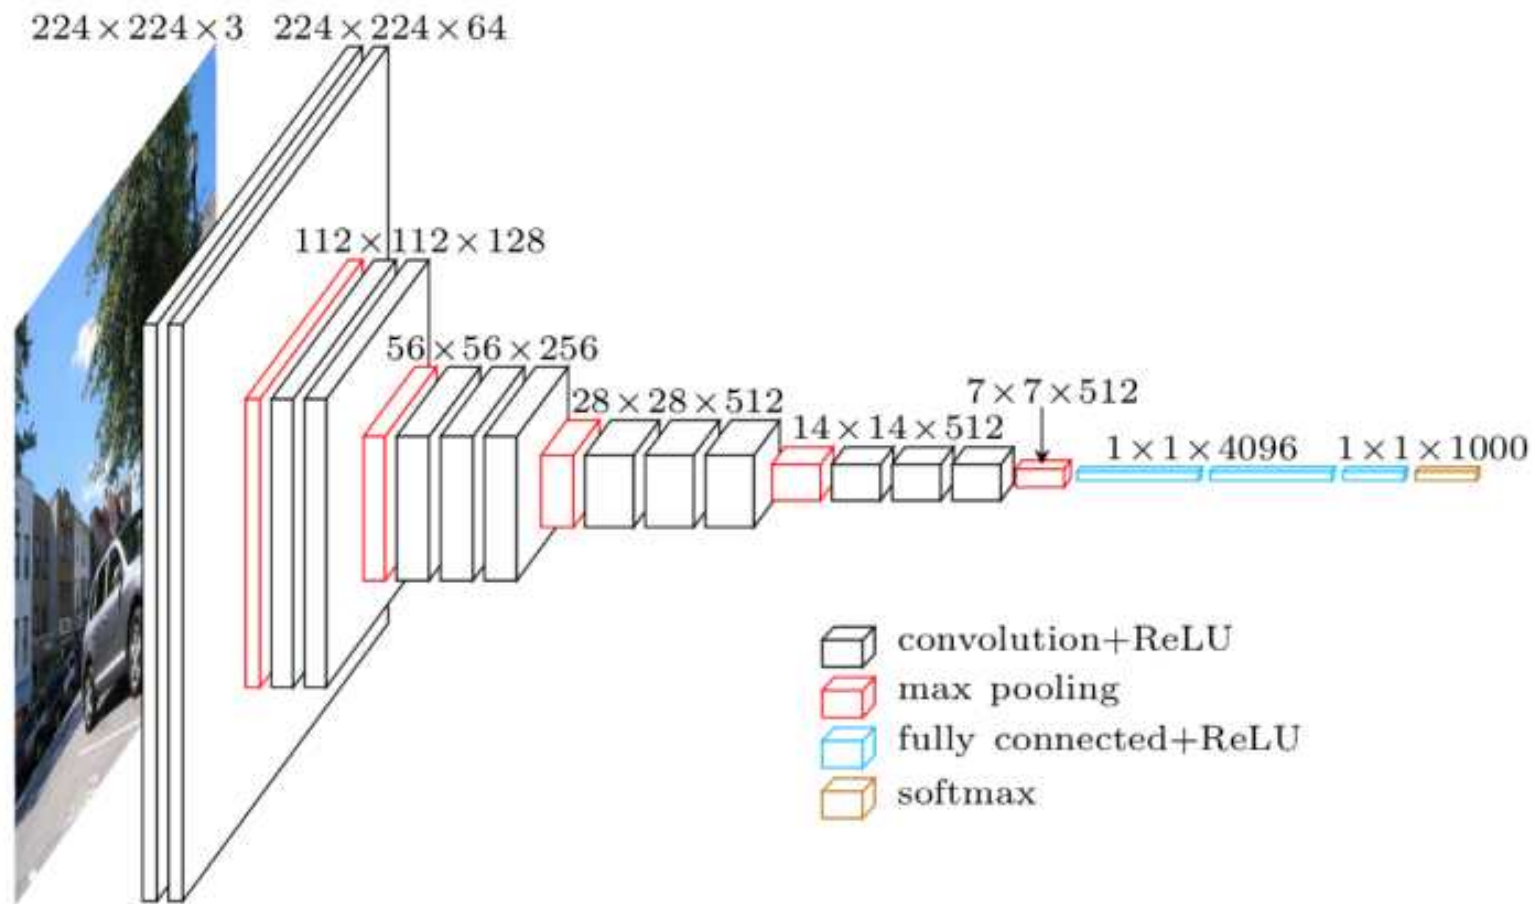 224×224×3
224×224×64
112×112×128
56×56×256
28×28×512
14×14×512
7×7×512
1×1×4096
1×1×1000
convolution+ReLU
max pooling
fully connected+ReLU
softmax